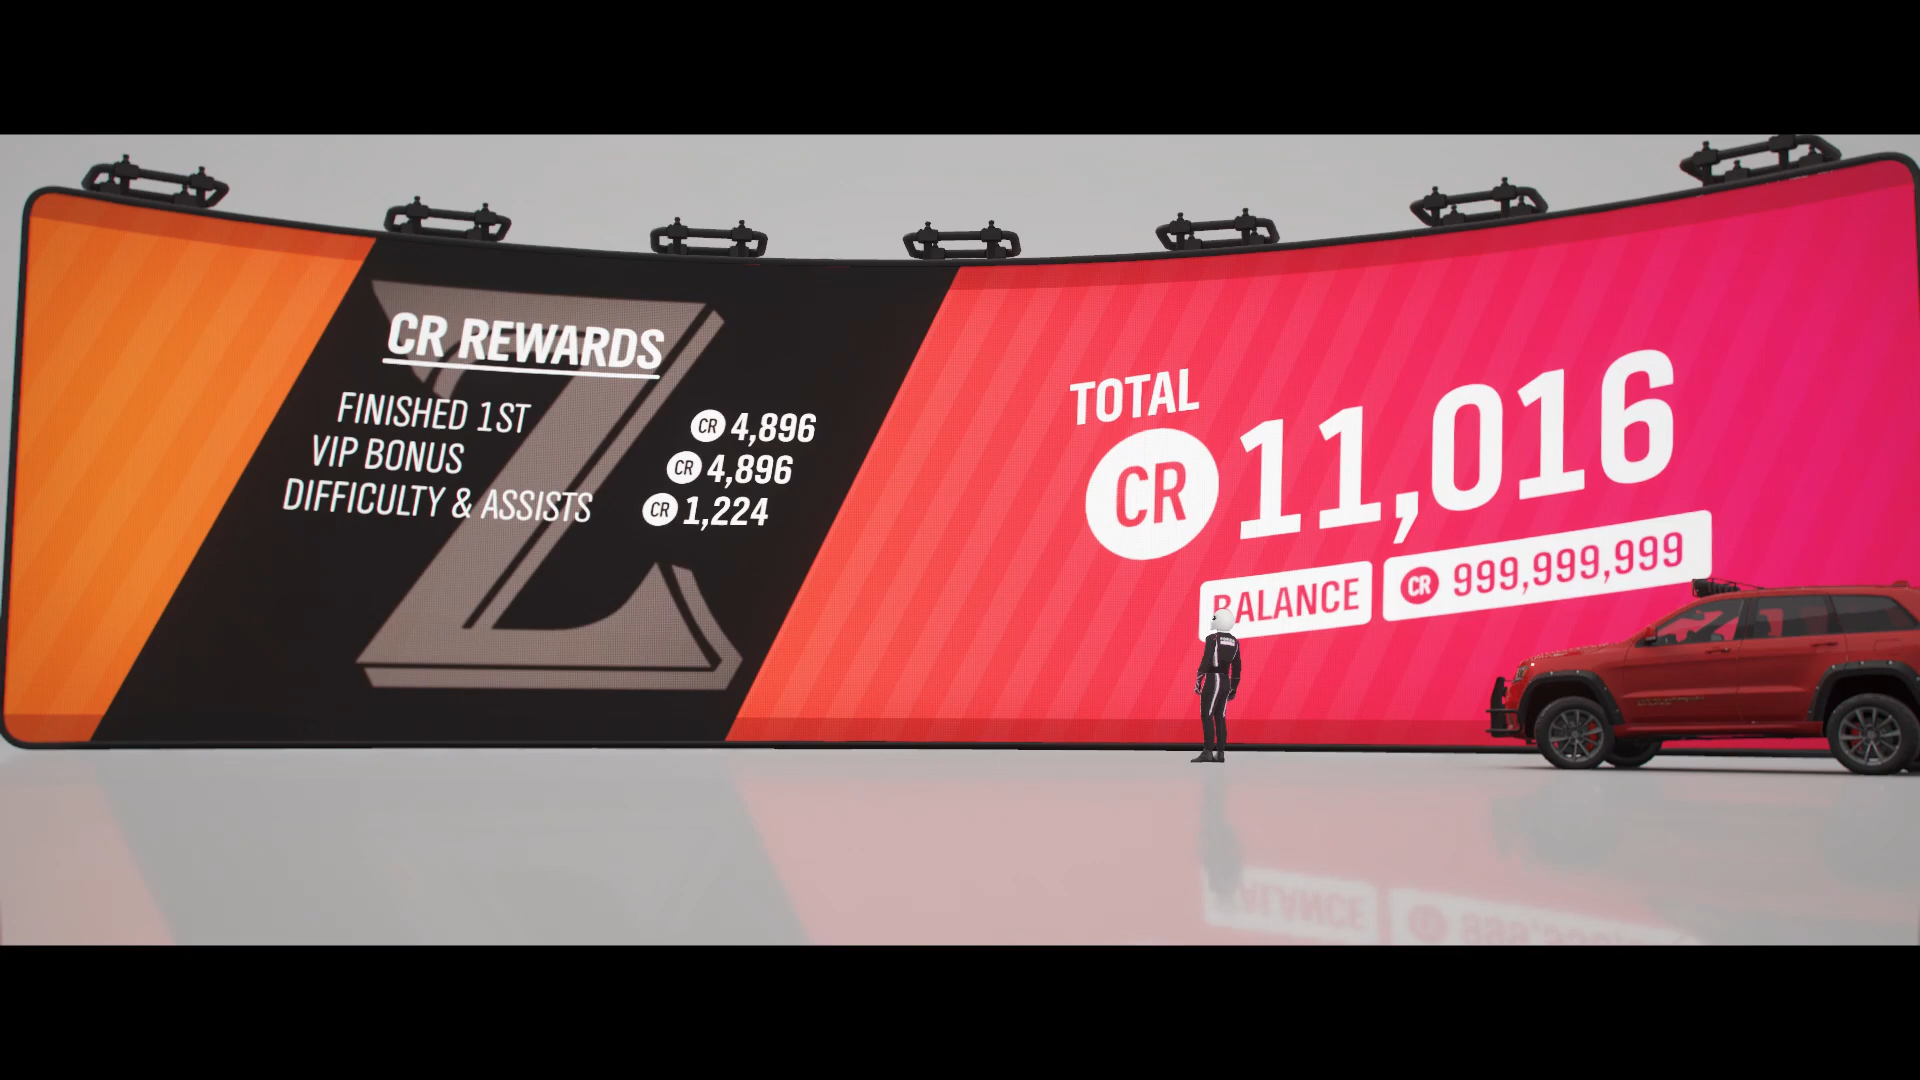 CR REWARDS
FINISHED 1ST CR 4,896
VIP BONUS CR 4,896
DIFFICULTY & ASSISTS CR 1,224
Z
TOTAL
CR 11,016
BALANCE CR 999,999,999